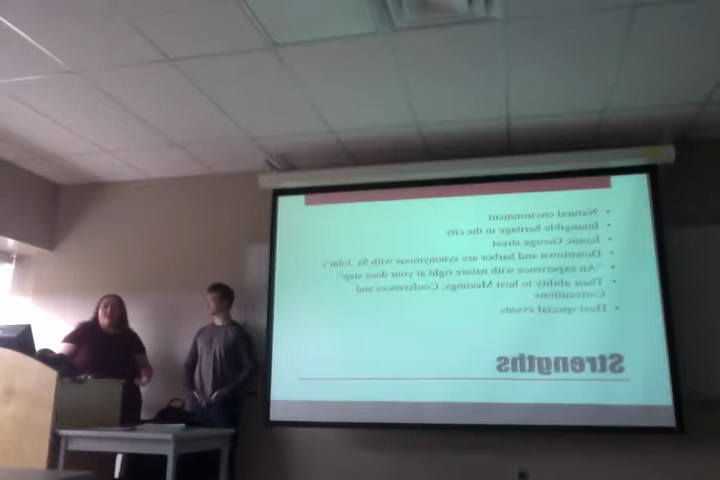 • Natural environment
• Intangible heritage in the city
• Iconic George street
• Downtown and harbor are synonymous with St. John's
• "An experience with nature right at your door step"
• Their ability to host Meetings, Conferences and
Conventions
• Host special events
Strengths